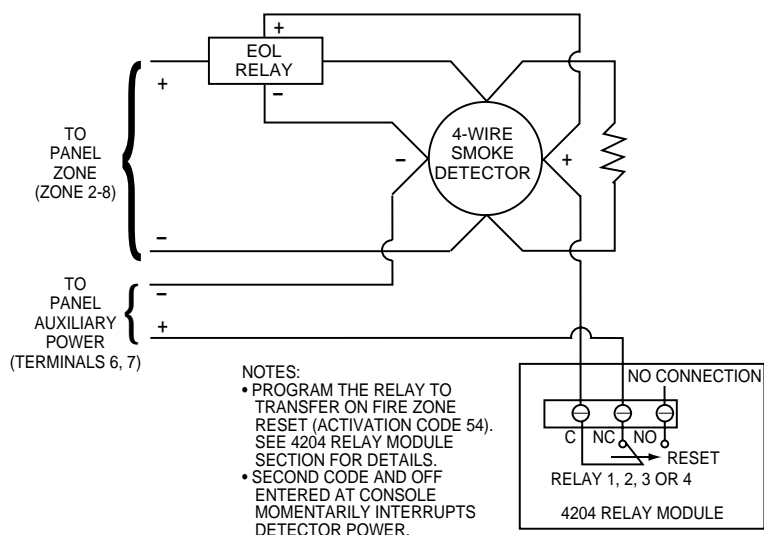 +
EOL
RELAY
+
−
TO
PANEL
ZONE
(ZONE 2-8)
−
4-WIRE
SMOKE
DETECTOR
+
−
TO
PANEL
AUXILIARY
POWER
(TERMINALS 6, 7)
−
+
NOTES:
• PROGRAM THE RELAY TO
TRANSFER ON FIRE ZONE
RESET (ACTIVATION CODE 54).
SEE 4204 RELAY MODULE
SECTION FOR DETAILS.
• SECOND CODE AND OFF
ENTERED AT CONSOLE
MOMENTARILY INTERRUPTS
DETECTOR POWER.
NO CONNECTION
C NC NO
RESET
RELAY 1, 2, 3 OR 4
4204 RELAY MODULE